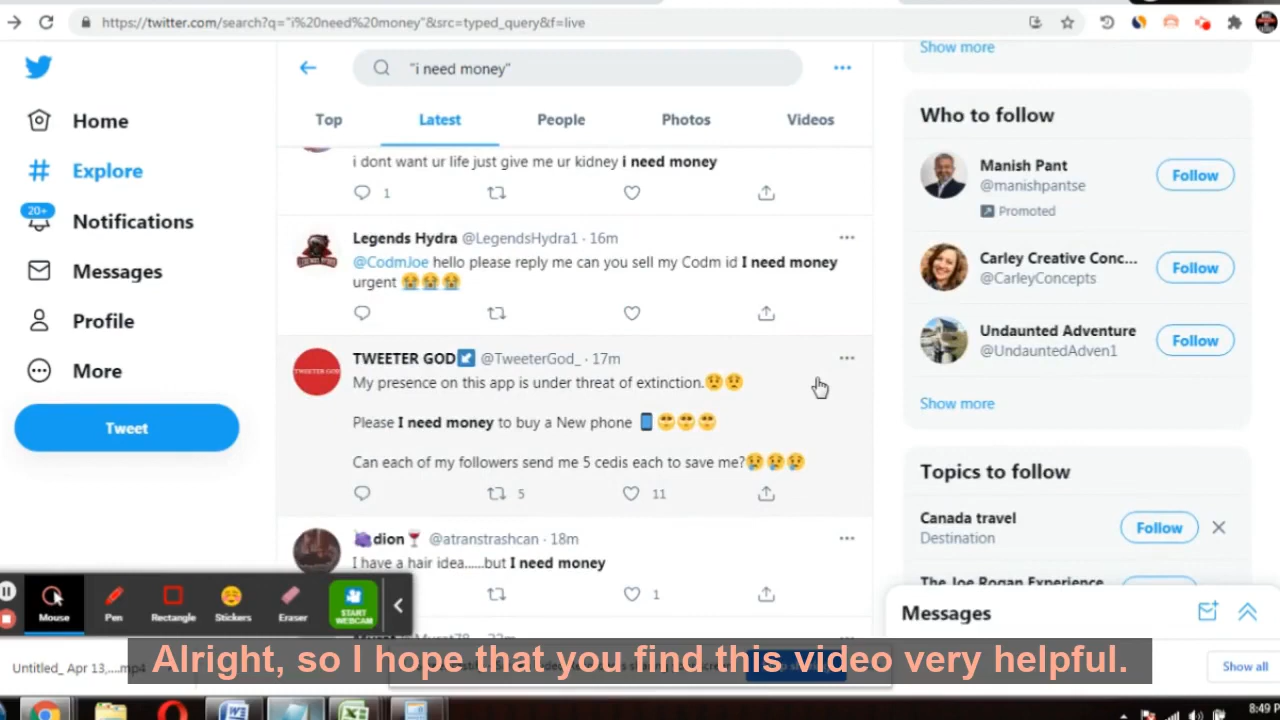 https://twitter.com/search?q="i%20need%20money"&src=typed_query&f=live
Home
Explore
20+
Notifications
Messages
Profile
More
Tweet
"i need money"
Top
Latest
People
Photos
Videos
i dont want ur life just give me ur kidney i need money
1
Legends Hydra @LegendsHydra1 · 16m
@CodmJoe hello please reply me can you sell my Codm id I need money
urgent 😭😭😭
TWEETER GOD↙️ @TweeterGod_ · 17m
My presence on this app is under threat of extinction.😟😟
Please I need money to buy a New phone 📱🥺🥺🥺
Can each of my followers send me 5 cedis each to save me?😢😢😢
5
11
🍇dion🍷 @atranstrashcan · 18m
I have a hair idea......but I need money
1
Show more
Who to follow
Manish Pant
@manishpantse
Promoted
Follow
Carley Creative Conc...
@CarleyConcepts
Follow
Undaunted Adventure
@UndauntedAdven1
Follow
Show more
Topics to follow
Canada travel
Destination
Follow
The Joe Rogan Experience
Messages
Mouse
Pen
Rectangle
Stickers
Eraser
START
WEBCAM
TWEETER GOD
Untitled_ Apr 13,....mp4
Alright, so I hope that you find this video very helpful.
Show all
8:49